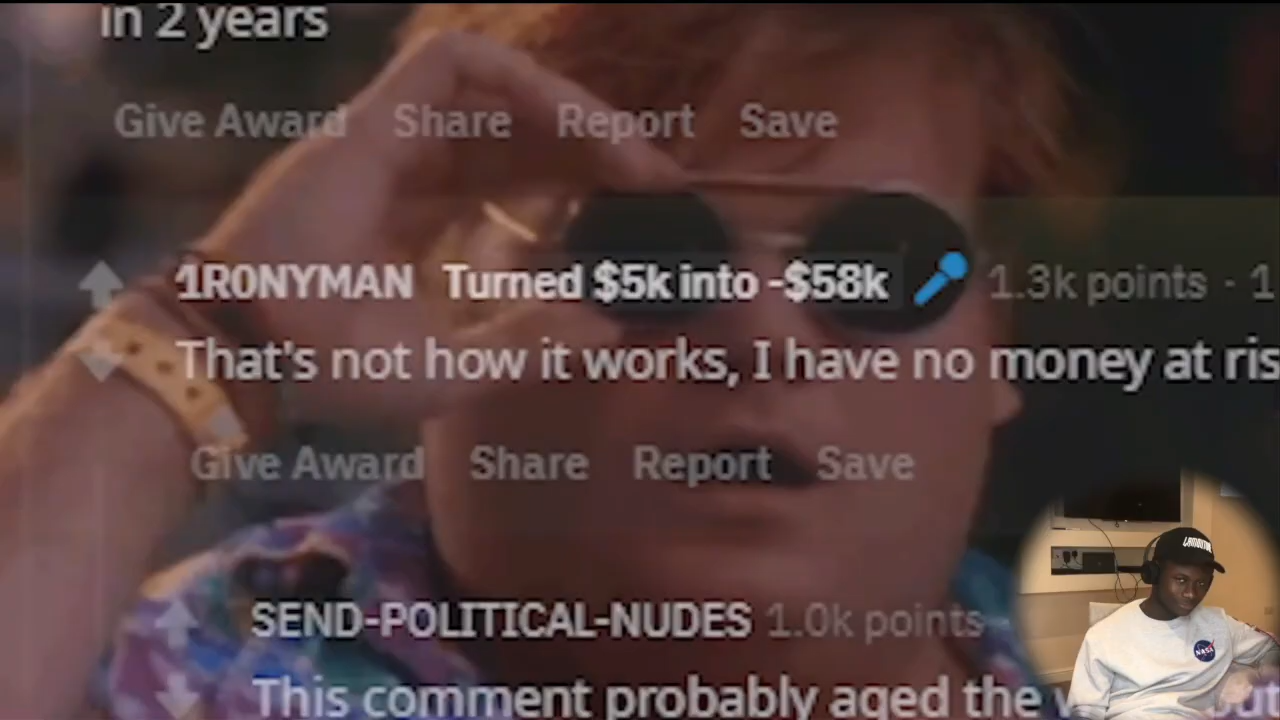 in 2 years
Give Award Share Report Save
1R0NYMAN Turned $5k into -$58k 1.3k points · 1
That's not how it works, I have no money at ris
Give Award Share Report Save
SEND-POLITICAL-NUDES 1.0k points
This comment probably aged the
NASA